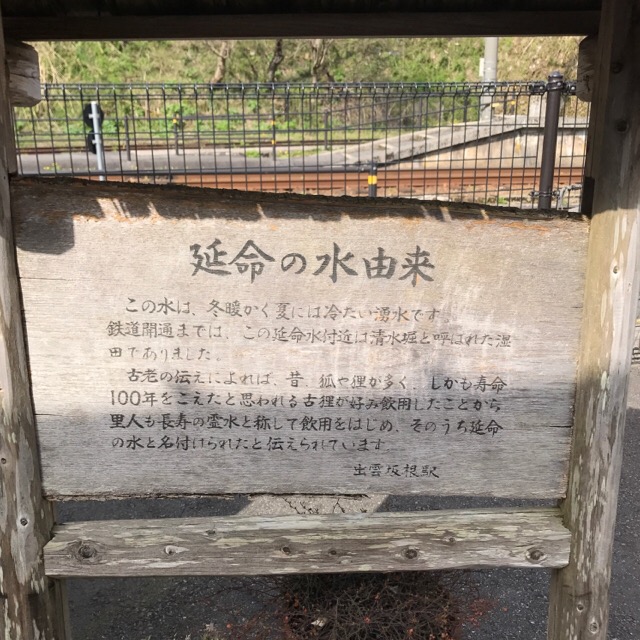 延命の水由来
この水は、冬暖かく夏には冷たい湧水です。
鉄道開通までは、この延命水付近は清水堤と呼ばれた湿
田でありました。
古老の伝えによれば、昔、狐や狸が多く、しかも寿命
100年をこえたと思われる古狸が好み飲用したことから
里人も長寿の霊水と称して飲用をはじめ、そのうち延命
の水と名付けられたと伝えられています。
出雲坂根駅